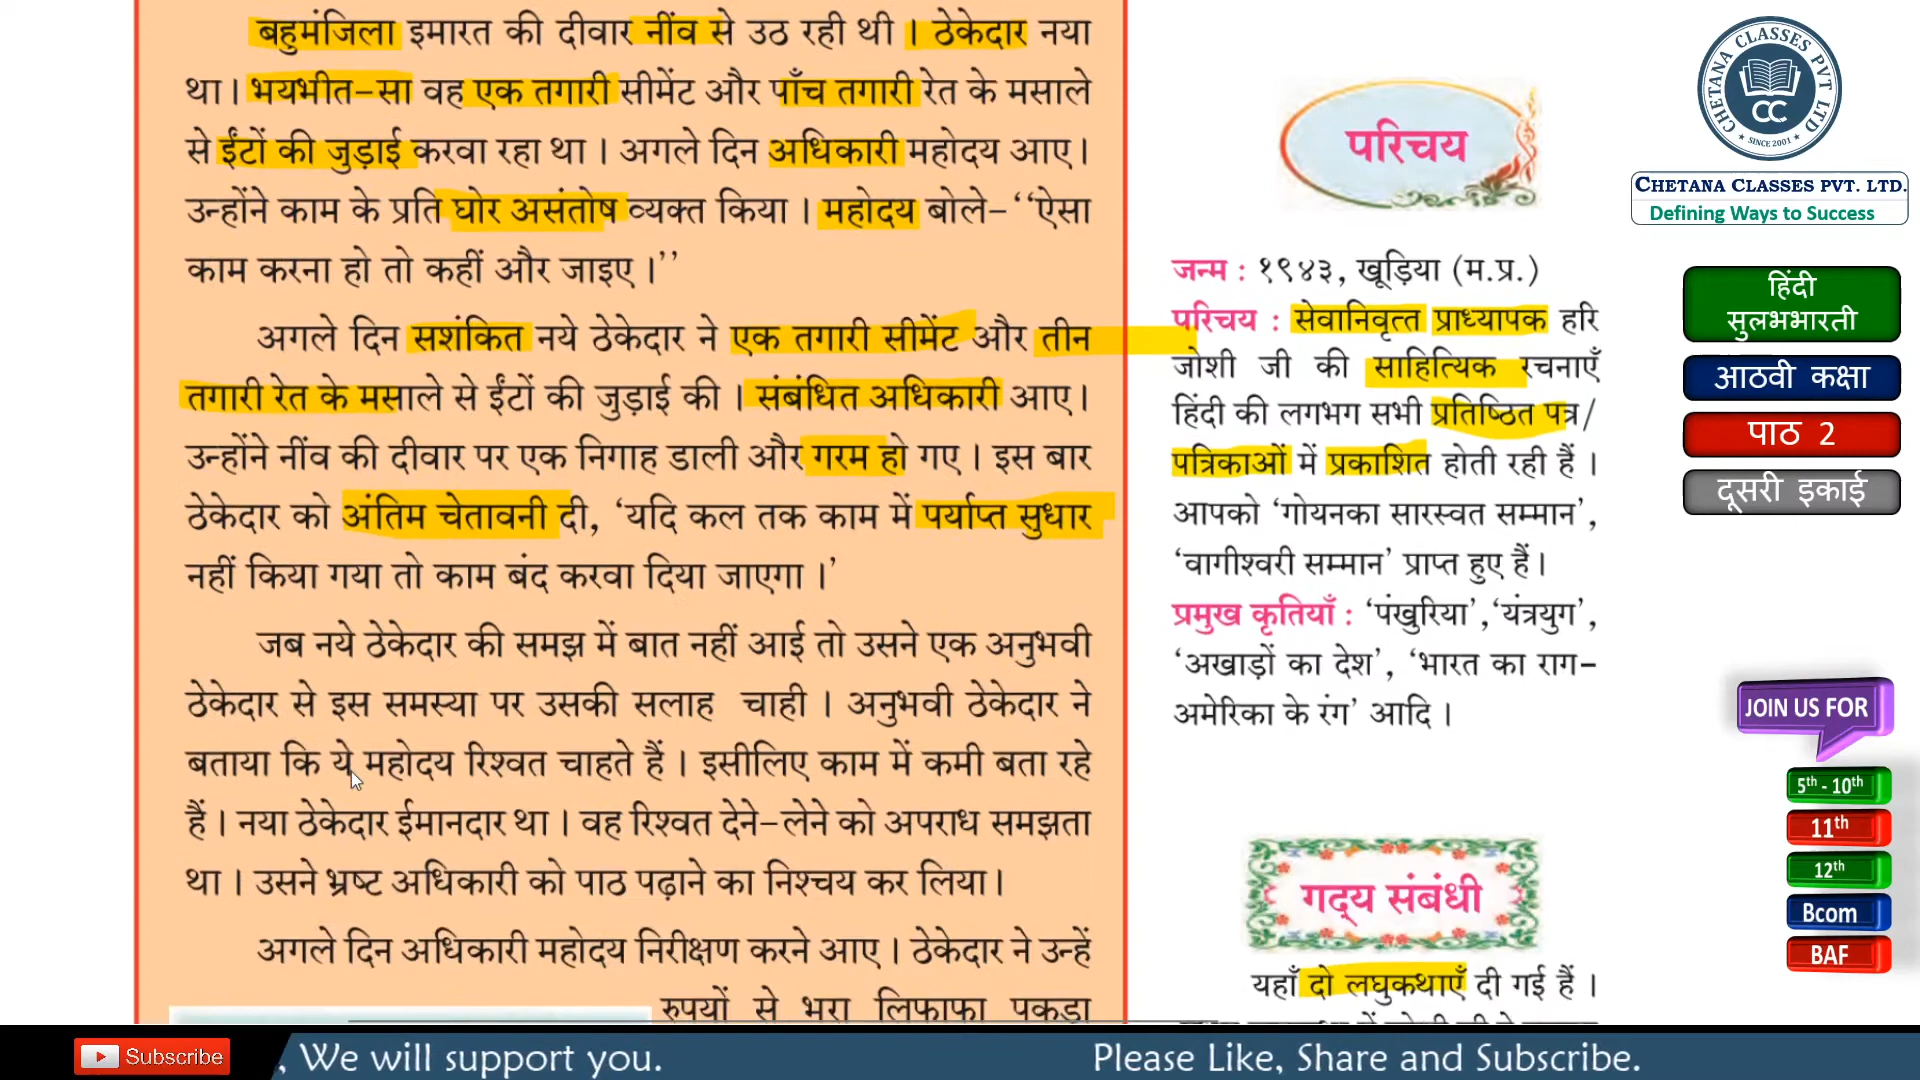 बहुमंजिला इमारत की दीवार नींव से उठ रही थी । ठेकेदार नया
था । भयभीत-सा वह एक तगारी सीमेंट और पाँच तगारी रेत के मसाले
से ईंटों की जुड़ाई करवा रहा था । अगले दिन अधिकारी महोदय आए ।
उन्होंने काम के प्रति घोर असंतोष व्यक्त किया । महोदय बोले-‘‘ऐसा
काम करना हो तो कहीं और जाइए ।’’
अगले दिन सशंकित नये ठेकेदार ने एक तगारी सीमेंट और तीन
तगारी रेत के मसाले से ईंटों की जुड़ाई की । संबंधित अधिकारी आए ।
उन्होंने नींव की दीवार पर एक निगाह डाली और गरम हो गए । इस बार
ठेकेदार को अंतिम चेतावनी दी, ‘यदि कल तक काम में पर्याप्त सुधार
नहीं किया गया तो काम बंद करवा दिया जाएगा ।’
जब नये ठेकेदार की समझ में बात नहीं आई तो उसने एक अनुभवी
ठेकेदार से इस समस्या पर उसकी सलाह चाही । अनुभवी ठेकेदार ने
बताया कि ये महोदय रिश्वत चाहते हैं । इसीलिए काम में कमी बता रहे
हैं । नया ठेकेदार ईमानदार था । वह रिश्वत देने-लेने को अपराध समझता
था । उसने भ्रष्ट अधिकारी को पाठ पढ़ाने का निश्चय कर लिया ।
अगले दिन अधिकारी महोदय निरीक्षण करने आए । ठेकेदार ने उन्हें
रुपयों से भरा लिफाफा पकड़ा
परिचय
जन्म : १९४३, खूड़िया (म.प्र.)
परिचय : सेवानिवृत्त प्राध्यापक हरि
जोशी जी की साहित्यिक रचनाएँ
हिंदी की लगभग सभी प्रतिष्ठित पत्र/
पत्रिकाओं में प्रकाशित होती रही हैं ।
आपको ‘गोयनका सारस्वत सम्मान’,
‘वागीश्वरी सम्मान’ प्राप्त हुए हैं ।
प्रमुख कृतियाँ : ‘पंखुरिया’,‘यंत्रयुग’,
‘अखाड़ों का देश’, ‘भारत का राग-
अमेरिका के रंग’ आदि ।
गद्य संबंधी
यहाँ दो लघुकथाएँ दी गई हैं ।
CHETANA CLASSES PVT LTD
CC
SINCE 2001
CHETANA CLASSES PVT. LTD.
Defining Ways to Success
हिंदी
सुलभभारती
आठवी कक्षा
पाठ 2
दूसरी इकाई
JOIN US FOR
5th - 10th
11th
12th
Bcom
BAF
Subscribe
, We will support you.
Please Like, Share and Subscribe.